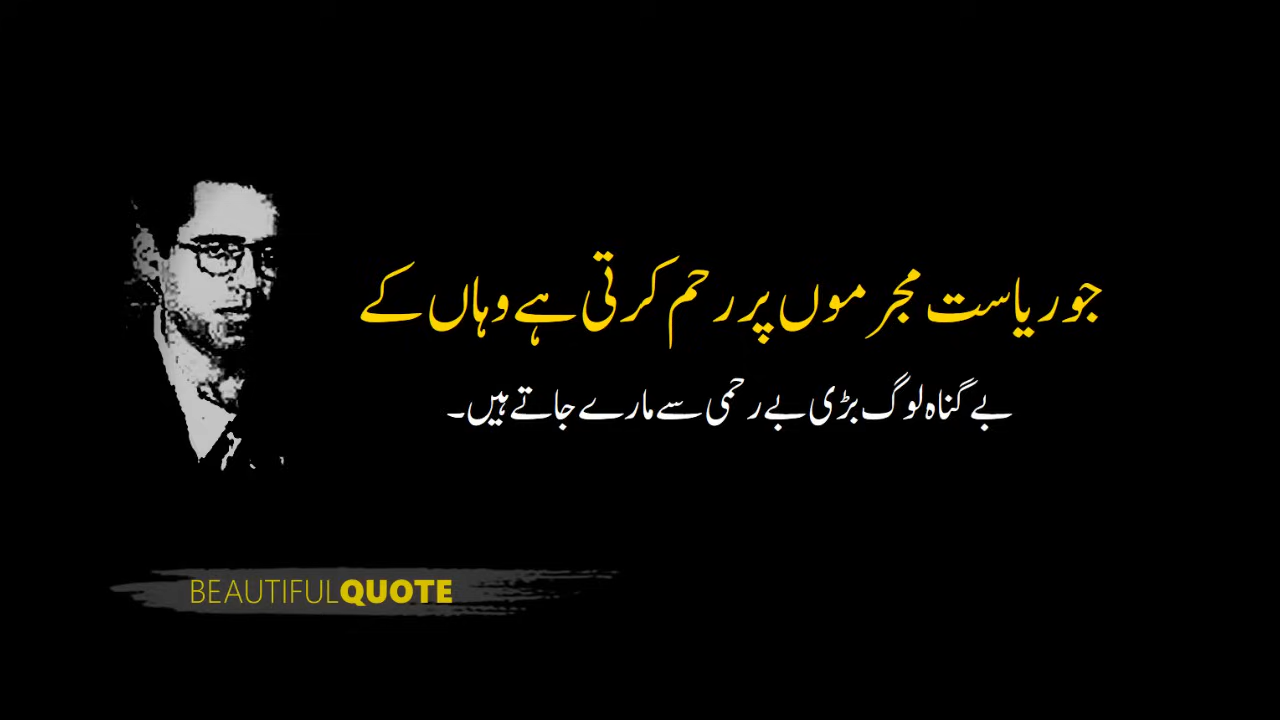 جو ریاست مجرموں پر رحم کرتی ہے وہاں کے
بے گناہ لوگ بڑی بے رحمی سے مارے جاتے ہیں۔
BEAUTIFULQUOTE